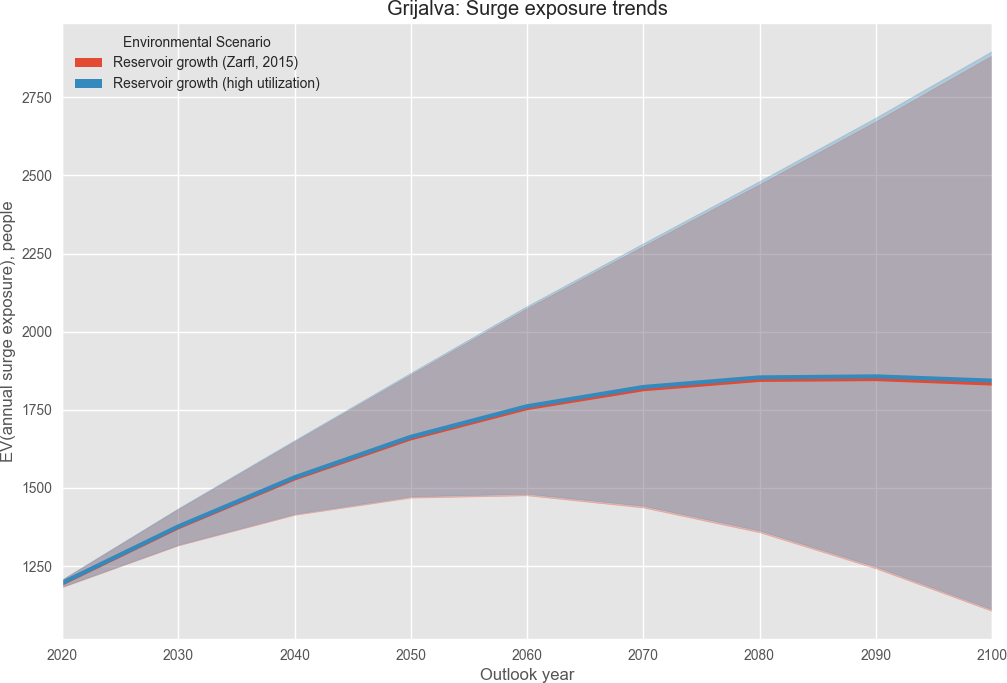 Grijalva: Surge exposure trends
Environmental Scenario
Reservoir growth (Zarfl, 2015)
Reservoir growth (high utilization)
EV(annual surge exposure), people
2750
2500
2250
2000
1750
1500
1250
2020 2030 2040 2050 2060 2070 2080 2090 2100
Outlook year